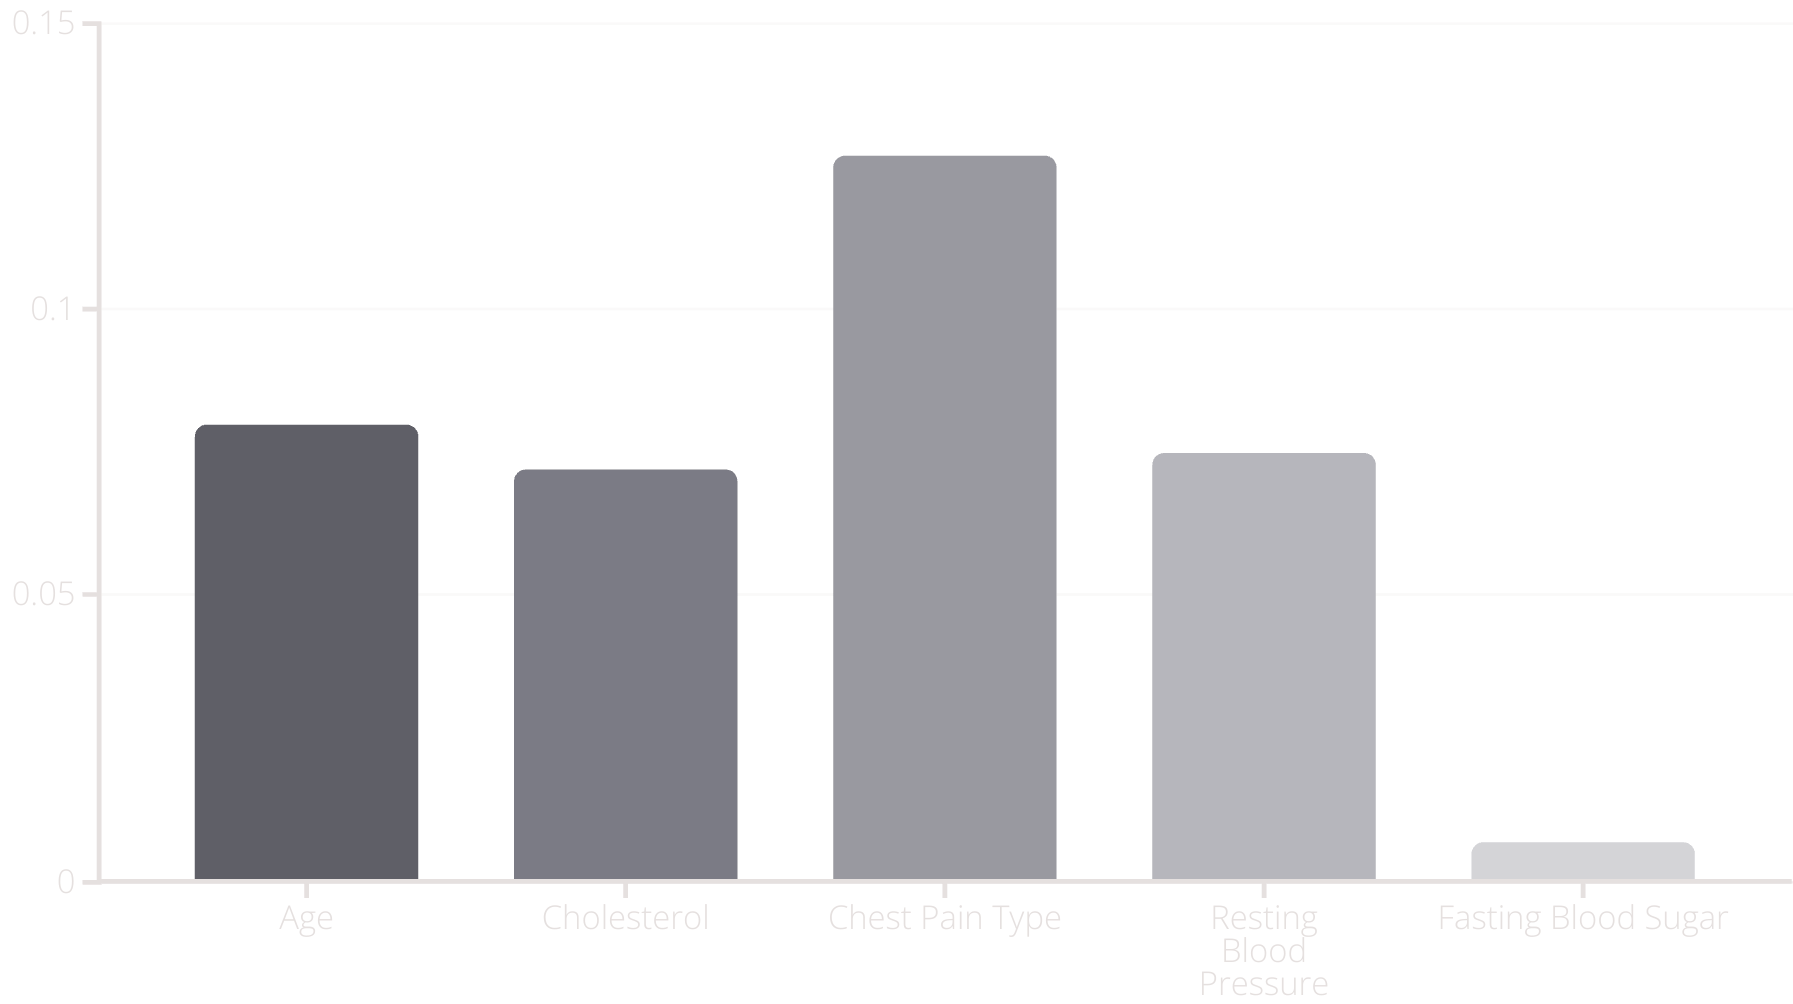 0.15
0.1
0.05
0
Age
Cholesterol
Chest Pain Type
Resting
Blood
Pressure
Fasting Blood Sugar